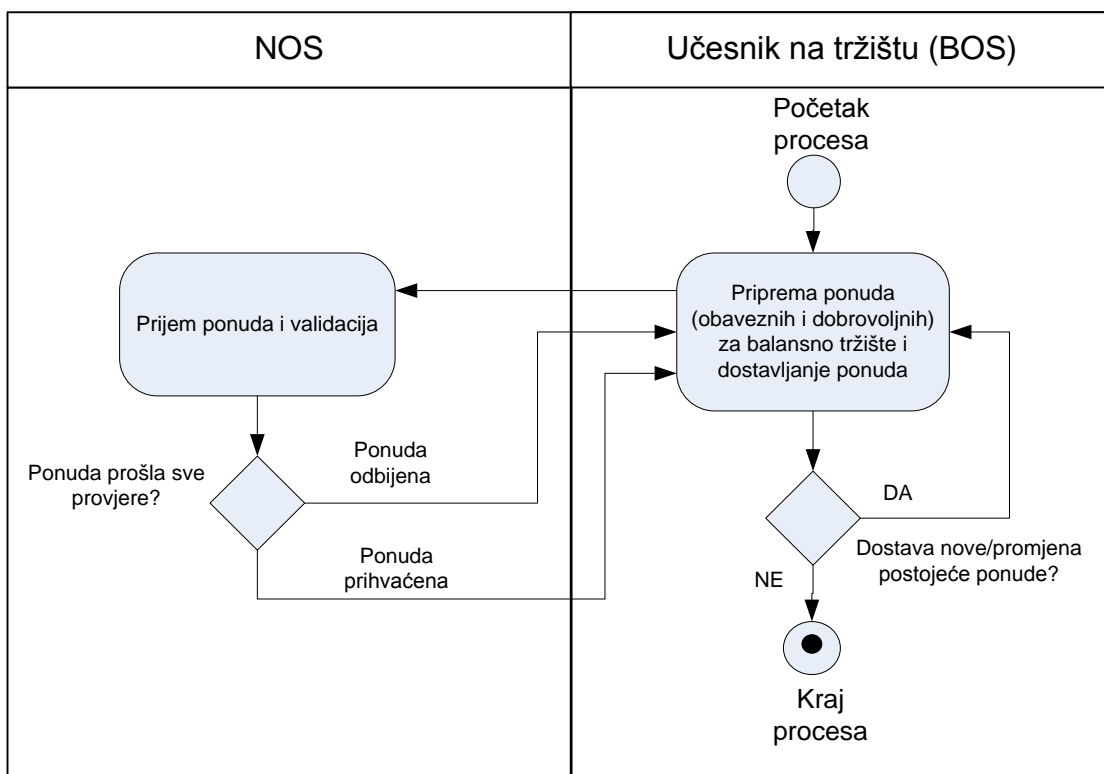 NOS
Učesnik na tržištu (BOS)
Početak
procesa
Prijem ponuda i validacija
Priprema ponuda
(obaveznih i dobrovoljnih)
za balansno tržište i
dostavljanje ponuda
Ponuda prošla sve
provjere?
Ponuda
odbijena
Ponuda
prihvaćena
DA
Dostava nove/promjena
postojeće ponude?
NE
Kraj
procesa